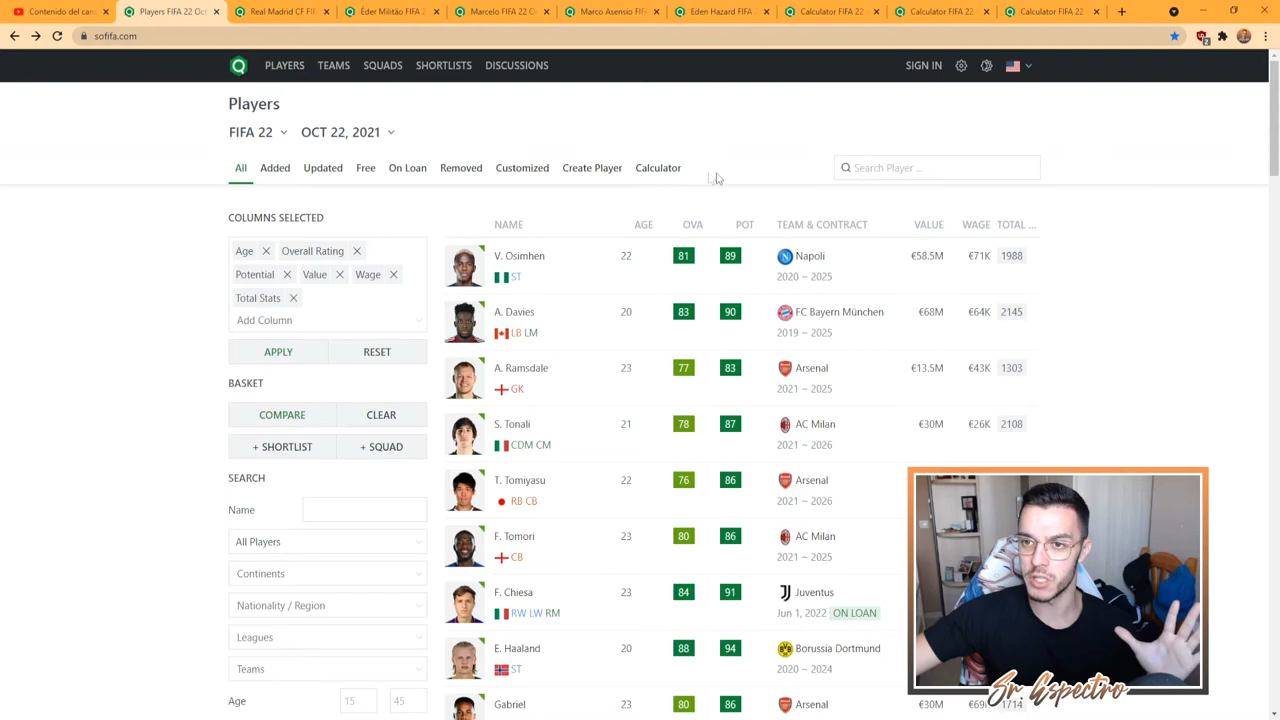 Contenido del can
Players FIFA 22 Oct
Real Madrid CF FIF
Éder Militão FIFA 2
Marcelo FIFA 22 O
Marco Asensio FIF
Eden Hazard FIFA
Calculator FIFA 22
Calculator FIFA 22
Calculator FIFA 22
sofifa.com
2
PLAYERS TEAMS SQUADS SHORTLISTS DISCUSSIONS SIGN IN
Players
FIFA 22 OCT 22, 2021
All Added Updated Free On Loan Removed Customized Create Player Calculator Search Player ...
COLUMNS SELECTED
Age Overall Rating
Potential Value Wage
Total Stats
Add Column
APPLY RESET
BASKET
COMPARE CLEAR
+ SHORTLIST + SQUAD
SEARCH
Name
All Players
Continents
Nationality / Region
Leagues
Teams
Age 15 45
NAME AGE OVA POT TEAM & CONTRACT VALUE WAGE TOTAL ...
V. Osimhen 22 81 89 Napoli €58.5M €71K 1988
ST 2020 ~ 2025
A. Davies 20 83 90 FC Bayern München €68M €64K 2145
LB LM 2019 ~ 2025
A. Ramsdale 23 77 83 Arsenal €13.5M €43K 1303
GK 2021 ~ 2025
S. Tonali 21 78 87 AC Milan €30M €26K 2108
CDM CM 2021 ~ 2026
T. Tomiyasu 22 76 86 Arsenal
RB CB 2021 ~ 2026
F. Tomori 23 80 86 AC Milan
CB 2021 ~ 2025
F. Chiesa 23 84 91 Juventus
RW LW RM Jun 1, 2022 ON LOAN
E. Haaland 20 88 94 Borussia Dortmund
ST 2020 ~ 2024
Gabriel 23 80 86 Arsenal €30M €69K 1714
Sr. Espectro